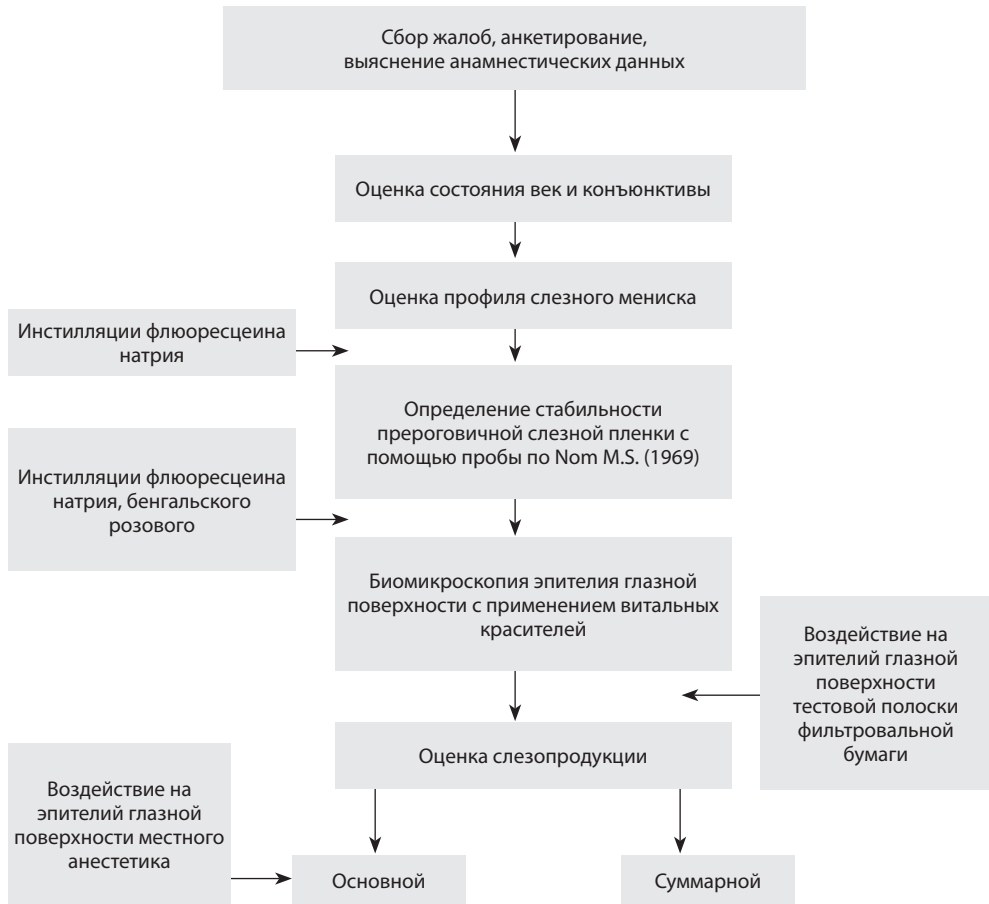 Сбор жалоб, анкетирование,
выяснение анамнестических данных
Оценка состояния век и конъюнктивы
Оценка профиля слезного мениска
Инстилляции флюоресцеина
натрия
Определение стабильности
прероговичной слезной пленки с
помощью пробы по Nom M.S. (1969)
Инстилляции флюоресцеина
натрия, бенгальского
розового
Биомикроскопия эпителия глазной
поверхности с применением витальных
красителей
Воздействие на
эпителий глазной
поверхности
тестовой полоски
фильтровальной
бумаги
Оценка слезопродукции
Воздействие на
эпителий глазной
поверхности местного
анестетика
Основной
Суммарной